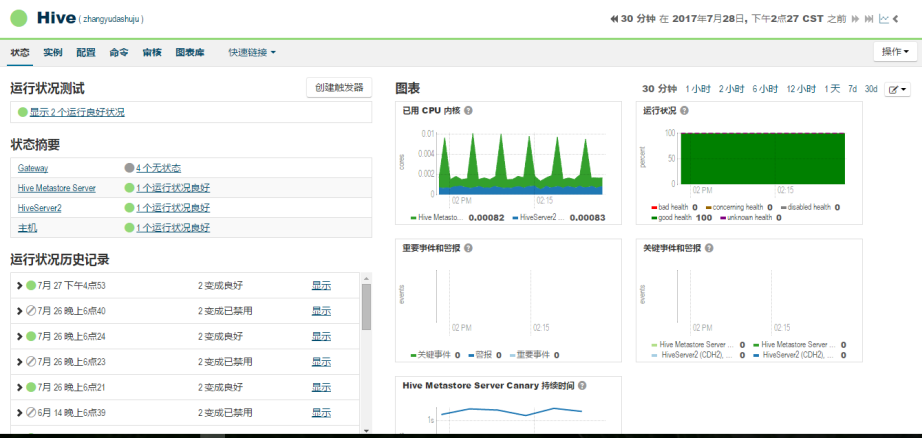 Hive ( zhangyudashuju )
30 分钟 在 2017年7月28日, 下午2点27 CST 之前
状态 实例 配置 命令 审核 图表库 快速链接
操作
运行状况测试
创建触发器
显示 2 个运行良好状况
状态摘要
Gateway 4 个无状态
Hive Metastore Server 1 个运行状况良好
HiveServer2 1 个运行状况良好
主机 1 个运行状况良好
运行状况历史记录
7月 27 下午4点53 2 变成良好 显示
7月 26 晚上6点40 2 变成已禁用 显示
7月 26 晚上6点24 2 变成良好 显示
7月 26 晚上6点23 2 变成已禁用 显示
7月 26 晚上6点21 2 变成良好 显示
6月 14 晚上6点39 2 变成已禁用 显示
图表
30 分钟 1 小时 2 小时 6 小时 12 小时 1 天 7d 30d
已用 CPU 内核
cores
0.01
0.004
0.002
0
02 PM 02:15
Hive Metasto... 0.00082 HiveServer2 ... 0.00083
运行状况
percent
100
50
0
02 PM 02:15
bad health 0 concerning health 0 disabled health 0
good health 100 unknown health 0
重要事件和警报
events
02 PM 02:15
关键事件 0 警报 0 重要事件 0
关键事件和警报
events
02 PM 02:15
Hive Metastore Server ... 0 Hive Metastore Server ... 0
HiveServer2 (CDH2), ... 0 HiveServer2 (CDH2), ... 0
Hive Metastore Server Canary 持续时间
1s